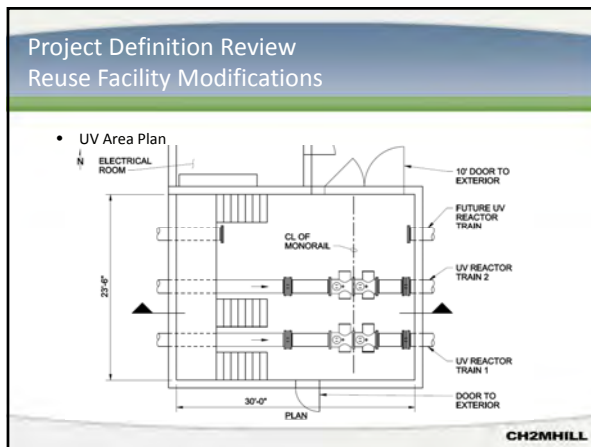 Project Definition Review
Reuse Facility Modifications
• UV Area Plan
N
ELECTRICAL
ROOM
10' DOOR TO
EXTERIOR
FUTURE UV
REACTOR
TRAIN
CL OF
MONORAIL
23'-6"
UV REACTOR
TRAIN 2
UV REACTOR
TRAIN 1
30'-0"
PLAN
DOOR TO
EXTERIOR
CH2MHILL